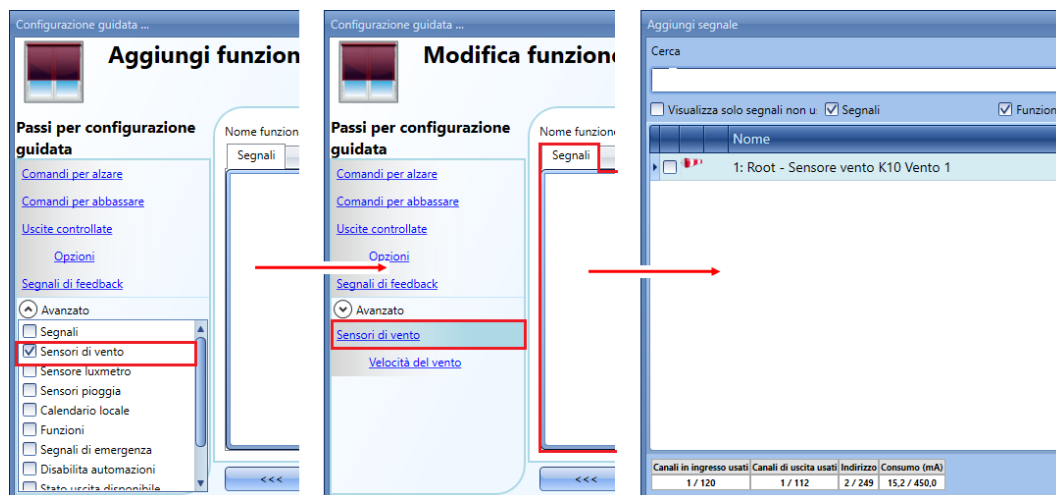 Configurazione guidata ...
Aggiungi funzion
Passi per configurazione
guidata
Comandi per alzare
Comandi per abbassare
Uscite controllate
Opzioni
Segnali di feedback
Avanzato
Segnali
Sensori di vento
Sensore luxmetro
Sensori pioggia
Calendario locale
Funzioni
Segnali di emergenza
Disabilita automazioni
Stato uscita disponibile
Nome funzion
Segnali
<<<
Configurazione guidata ...
Modifica funzione
Passi per configurazione
guidata
Comandi per alzare
Comandi per abbassare
Uscite controllate
Opzioni
Segnali di feedback
Avanzato
Sensori di vento
Velocità del vento
Nome funzione
Segnali
<<<
Aggiungi segnale
Cerca
Visualizza solo segnali non u Segnali Funzion
Nome
1: Root - Sensore vento K10 Vento 1
Canali in ingresso usati Canali di uscita usati Indirizzo Consumo (mA)
1 / 120 1 / 112 2 / 249 15,2 / 450,0